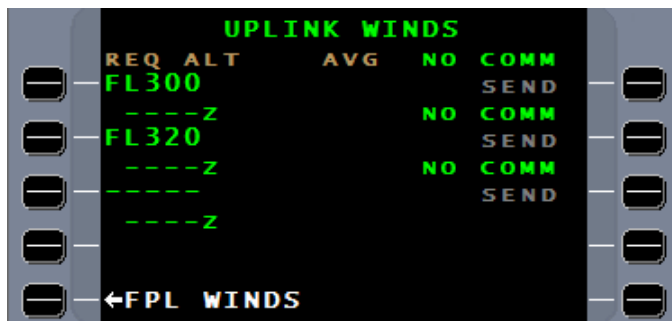 UPLINK WINDS
REQ ALT AVG NO COMM
FL300 SEND
----Z NO COMM
FL320 SEND
----Z NO COMM
----- SEND
----Z
←FPL WINDS